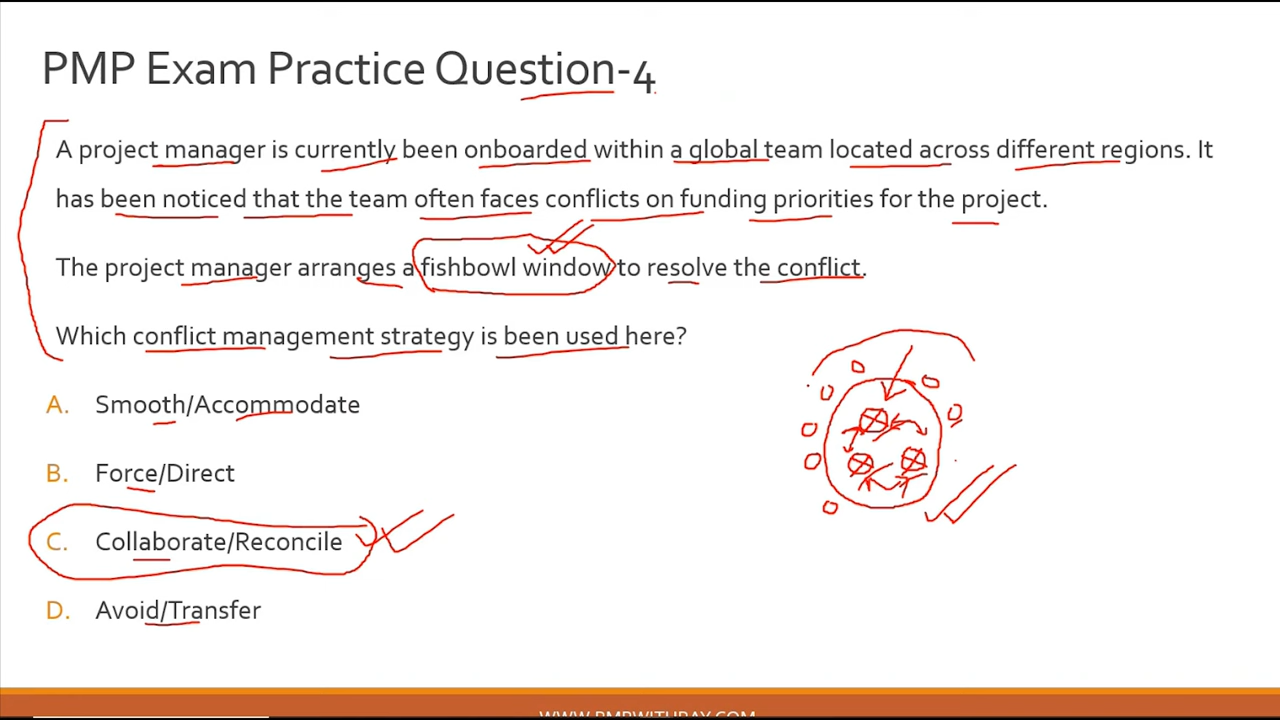 PMP Exam Practice Question-4
A project manager is currently been onboarded within a global team located across different regions. It
has been noticed that the team often faces conflicts on funding priorities for the project.
The project manager arranges a fishbowl window to resolve the conflict.
Which conflict management strategy is been used here?
A. Smooth/Accommodate
B. Force/Direct
C. Collaborate/Reconcile
D. Avoid/Transfer
WWW.PMPWITHRAY.COM